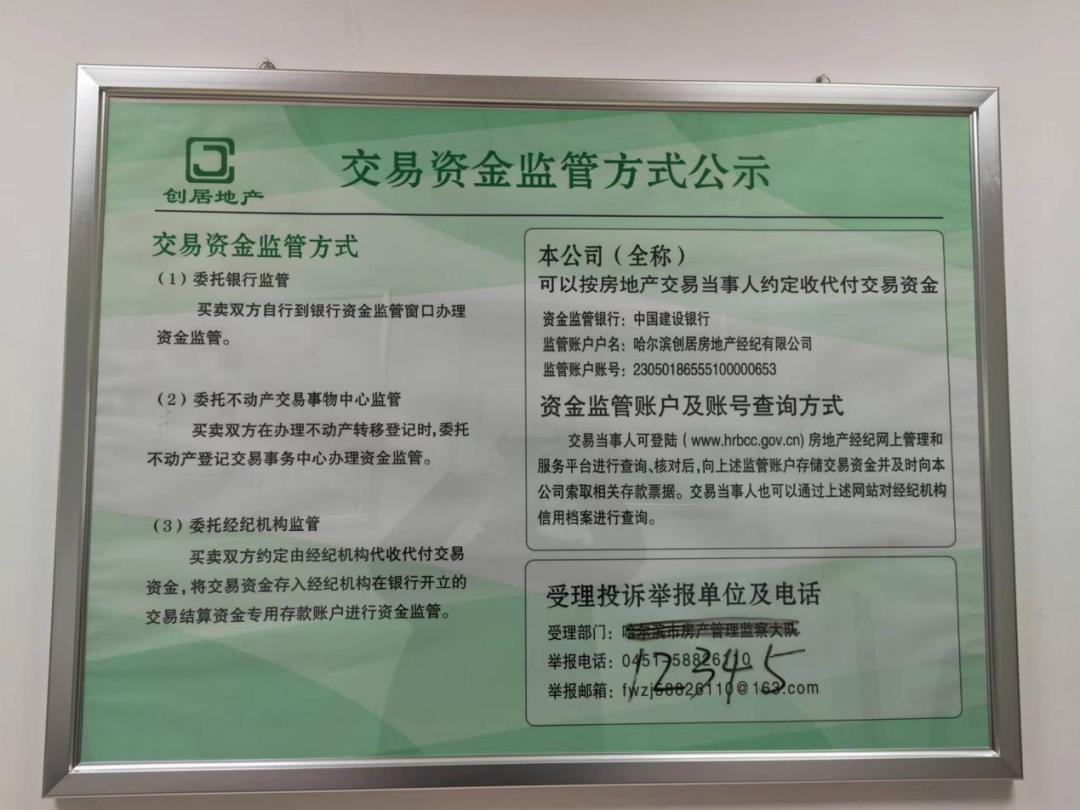 创居地产
交易资金监管方式公示
交易资金监管方式
（1）委托银行监管
买卖双方自行到银行资金监管窗口办理
资金监管。
（2）委托不动产交易事物中心监管
买卖双方在办理不动产转移登记时,委托
不动产登记交易事务中心办理资金监管。
（3）委托经纪机构监管
买卖双方约定由经纪机构代收代付交易
资金,将交易资金存入经纪机构在银行开立的
交易结算资金专用存款账户进行资金监管。
本公司（全称）
可以按房地产交易当事人约定收代付交易资金
资金监管银行：中国建设银行
监管账户户名：哈尔滨创居房地产经纪有限公司
监管账户账号：23050186555100000653
资金监管账户及账号查询方式
交易当事人可登陆（www.hrbcc.gov.cn)房地产经纪网上管理和
服务平台进行查询、核对后,向上述监管账户存储交易资金并及时向本
公司索取相关存款票据。交易当事人也可以通过上述网站对经纪机构
信用档案进行查询。
受理投诉举报单位及电话
受理部门：哈尔滨市房产管理监察大队
举报电话：0451-58826110
12345
举报邮箱：fwzj58826110@163.com